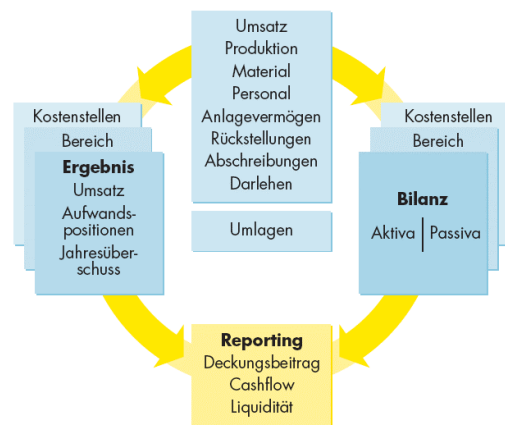 Umsatz
Produktion
Material
Personal
Anlagevermögen
Rückstellungen
Abschreibungen
Darlehen
Umlagen
Kostenstellen
Bereich
Ergebnis
Umsatz
Aufwands-
positionen
Jahresüber-
schuss
Kostenstellen
Bereich
Bilanz
Aktiva | Passiva
Reporting
Deckungsbeitrag
Cashflow
Liquidität